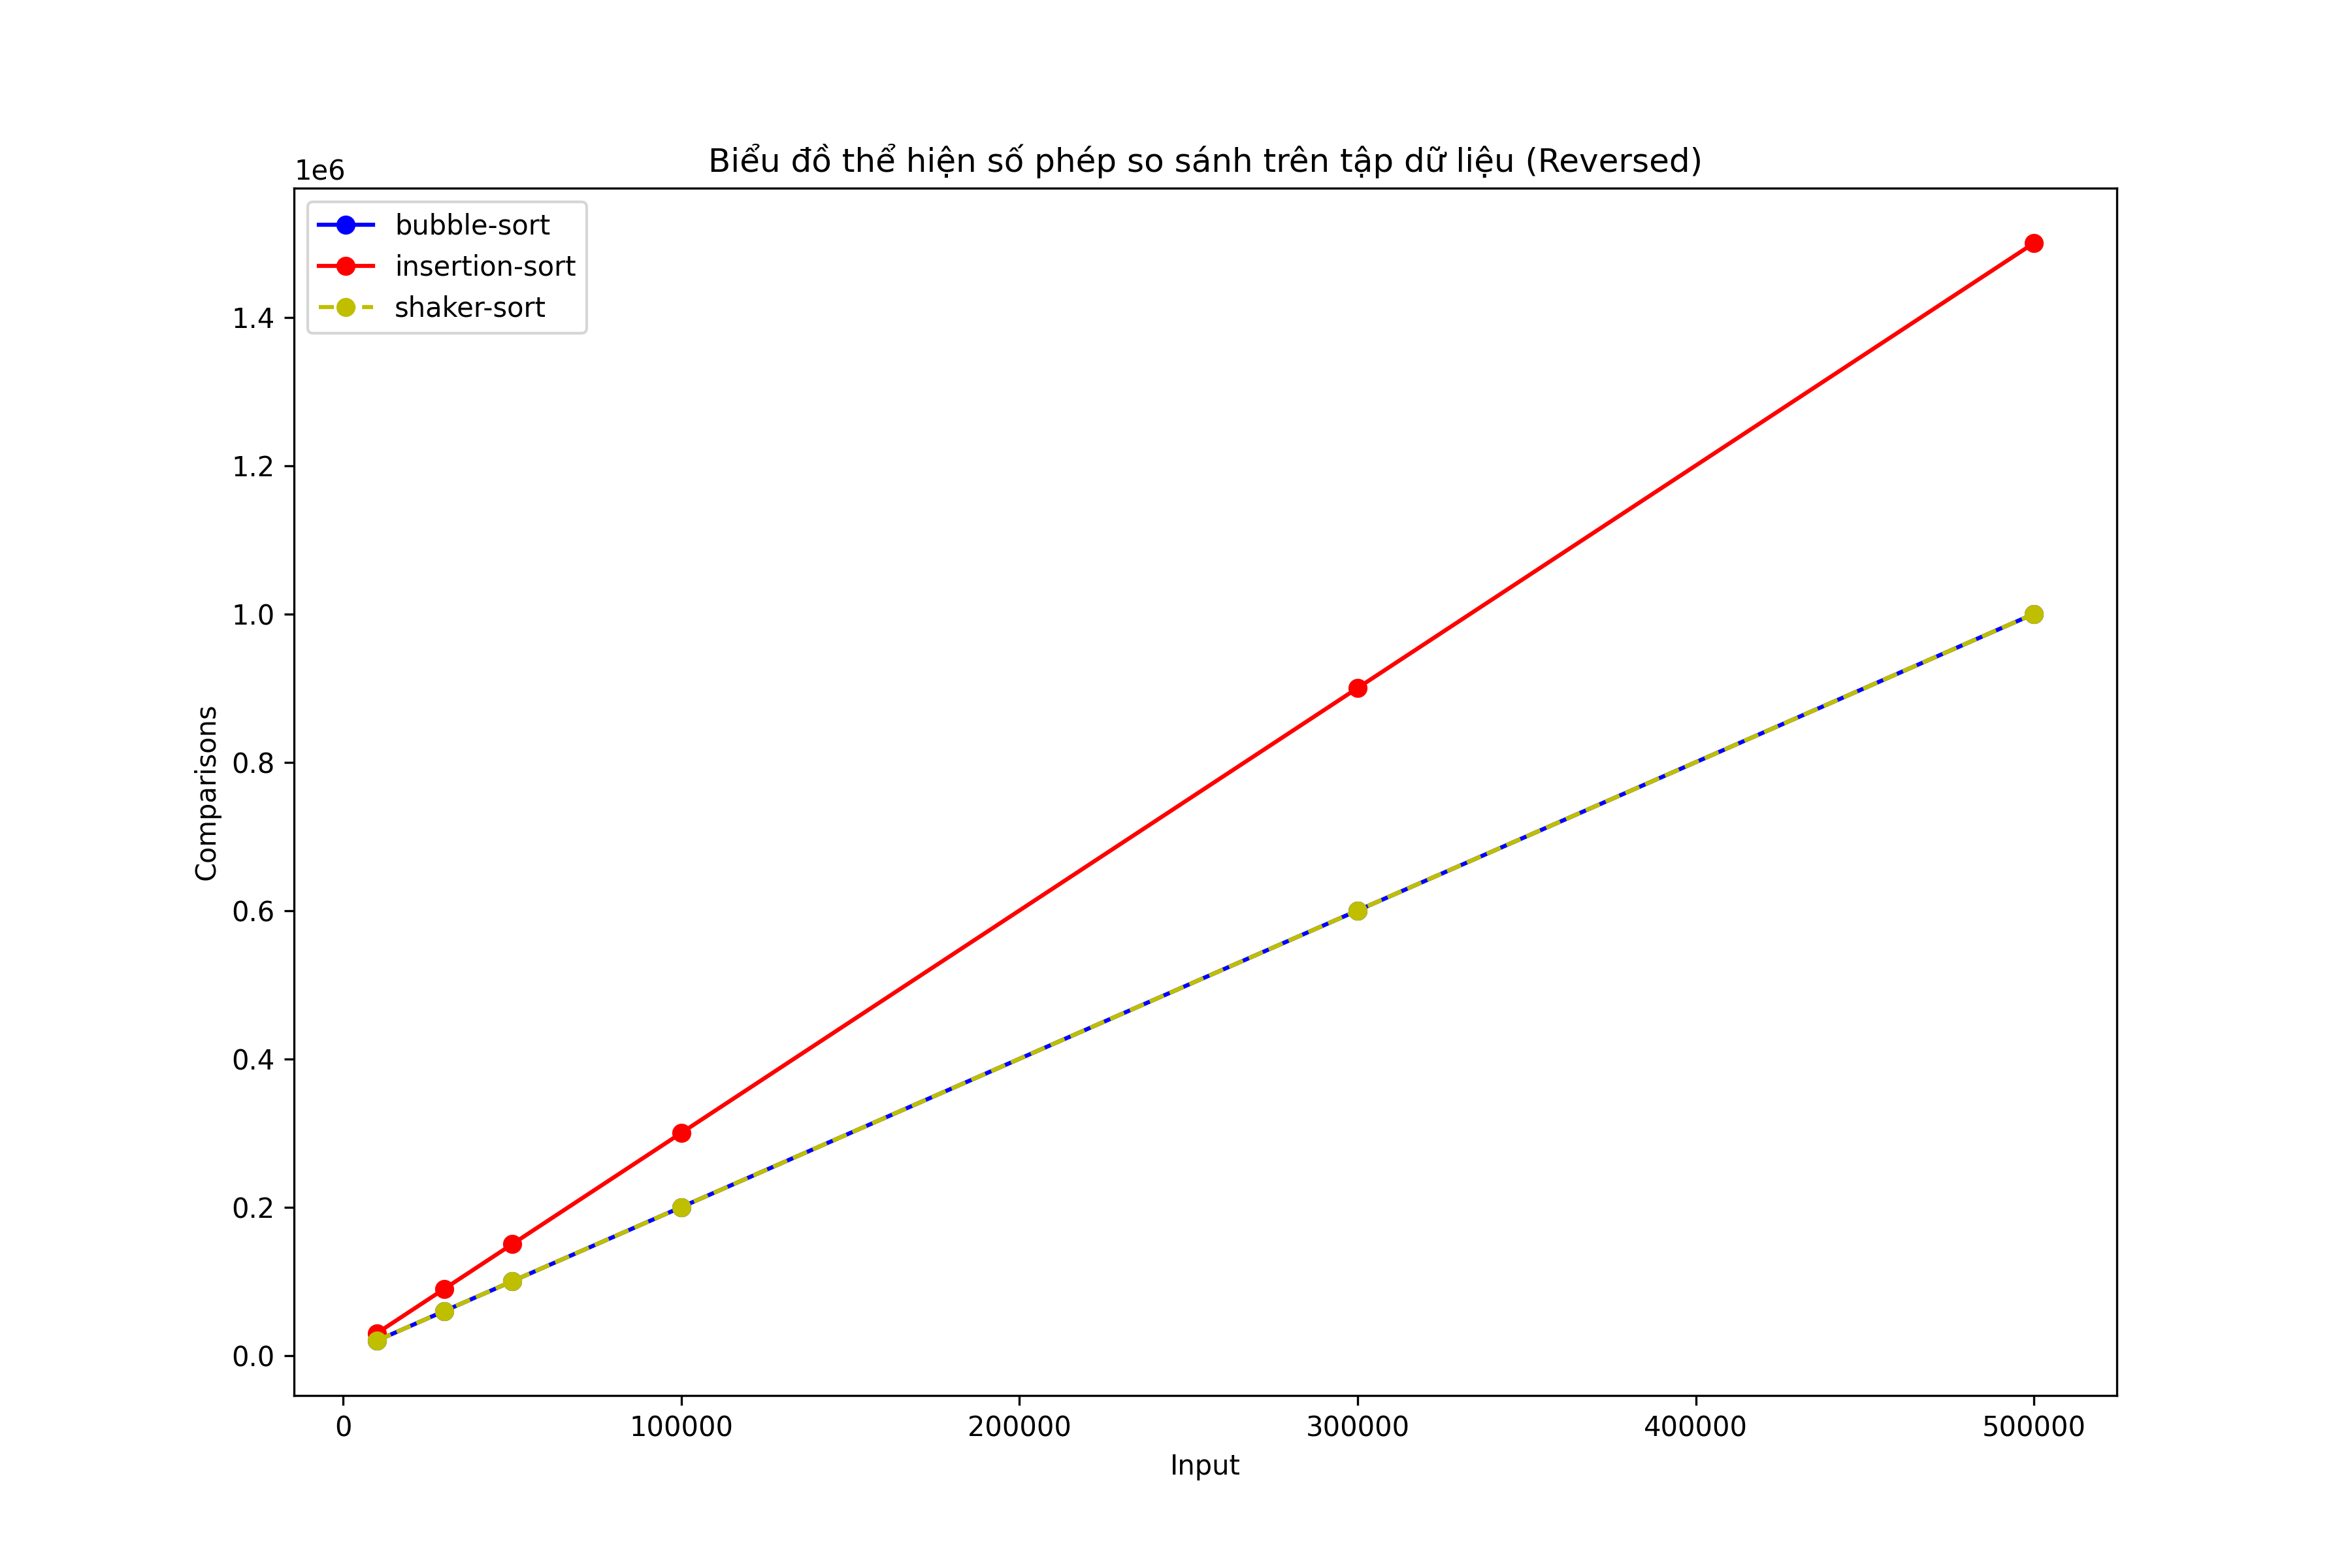 Biểu đồ thể hiện số phép so sánh trên tập dữ liệu (Reversed)
1e6
bubble-sort
insertion-sort
shaker-sort
1.4
1.2
1.0
0.8
0.6
0.4
0.2
0.0
Comparisons
0 100000 200000 300000 400000 500000
Input